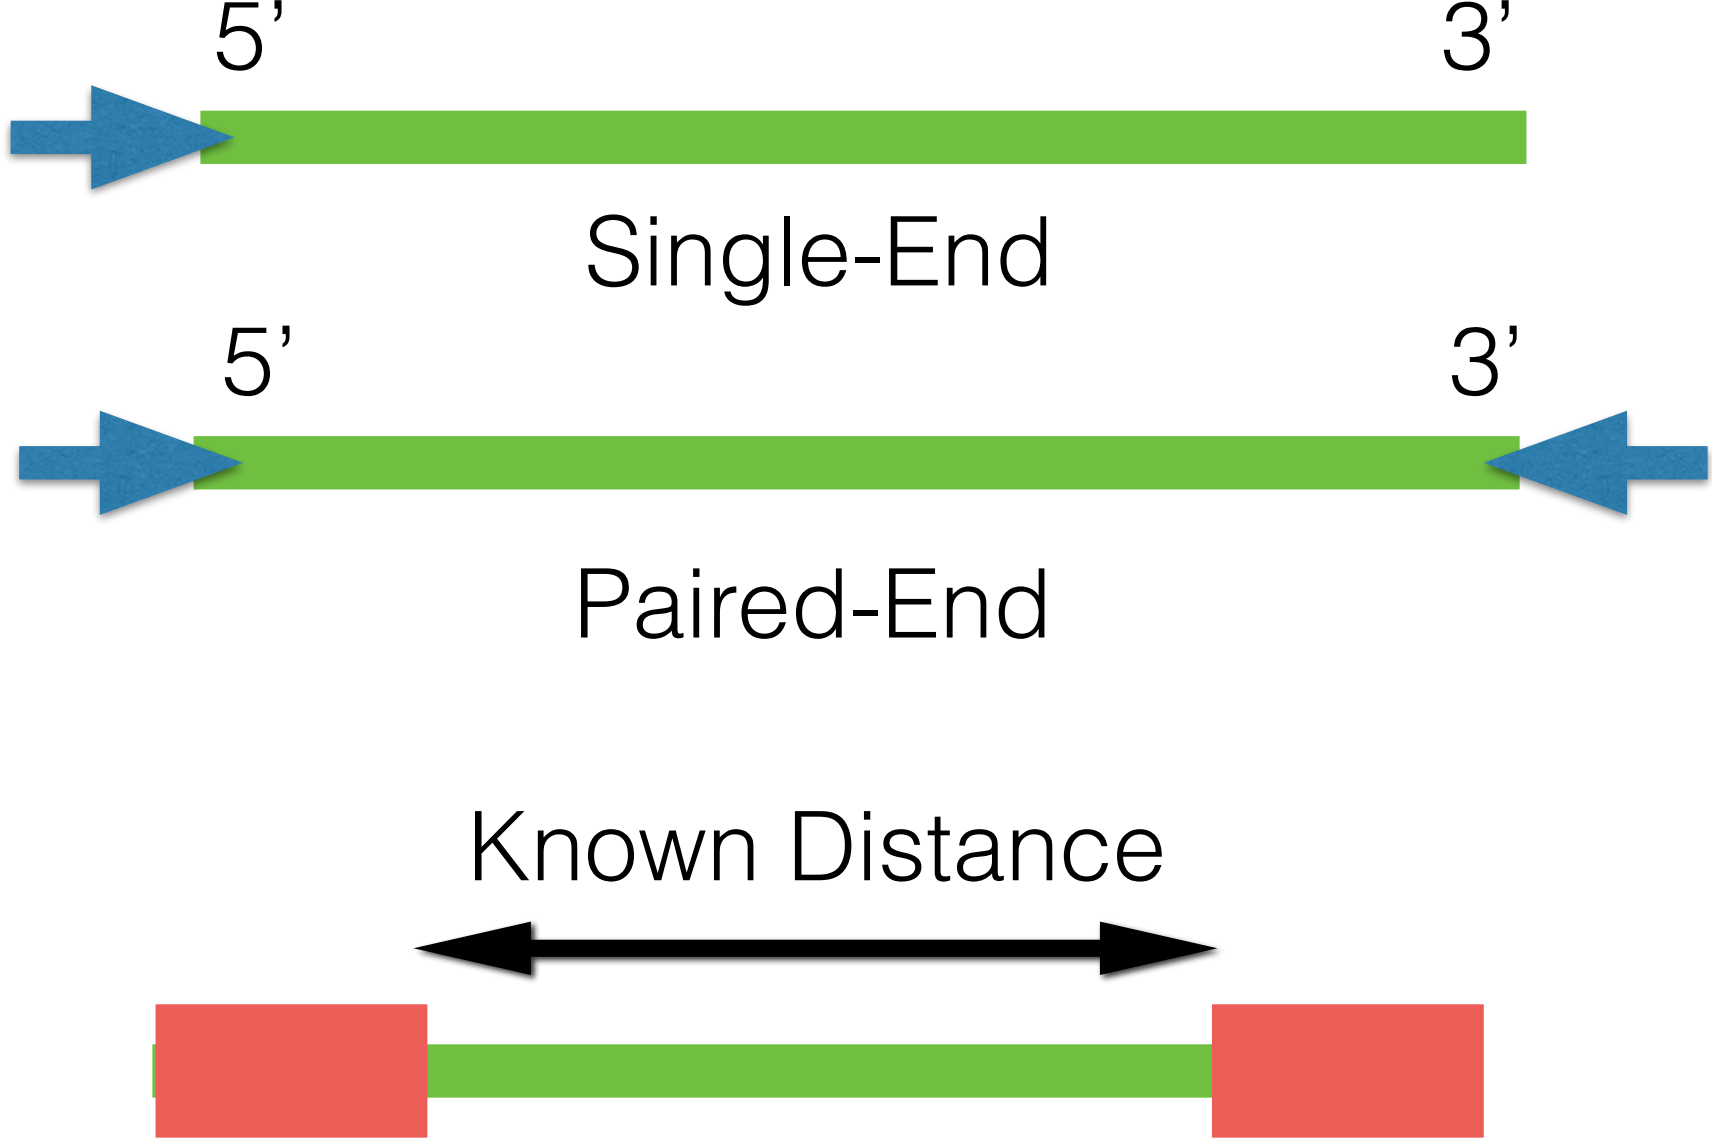 5’ 3’
Single-End
5’ 3’
Paired-End
Known Distance